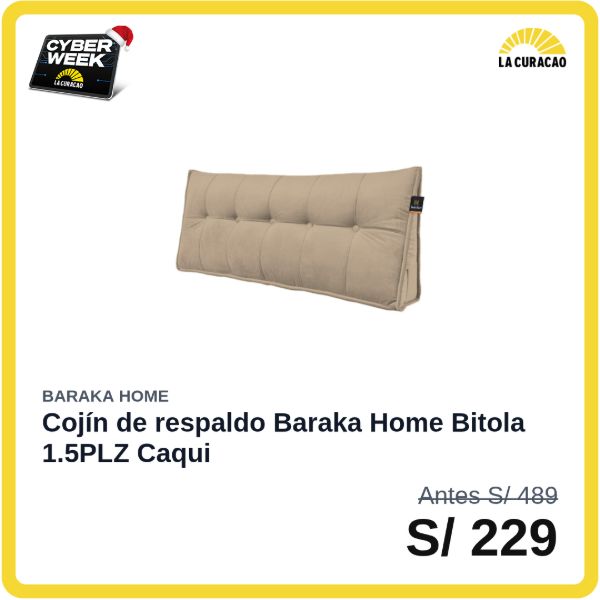 CYBER
WEEK
LA CURACAO
LA CURACAO
BARAKA HOME
Cojín de respaldo Baraka Home Bitola
1.5PLZ Caqui
Antes S/ 489
S/ 229